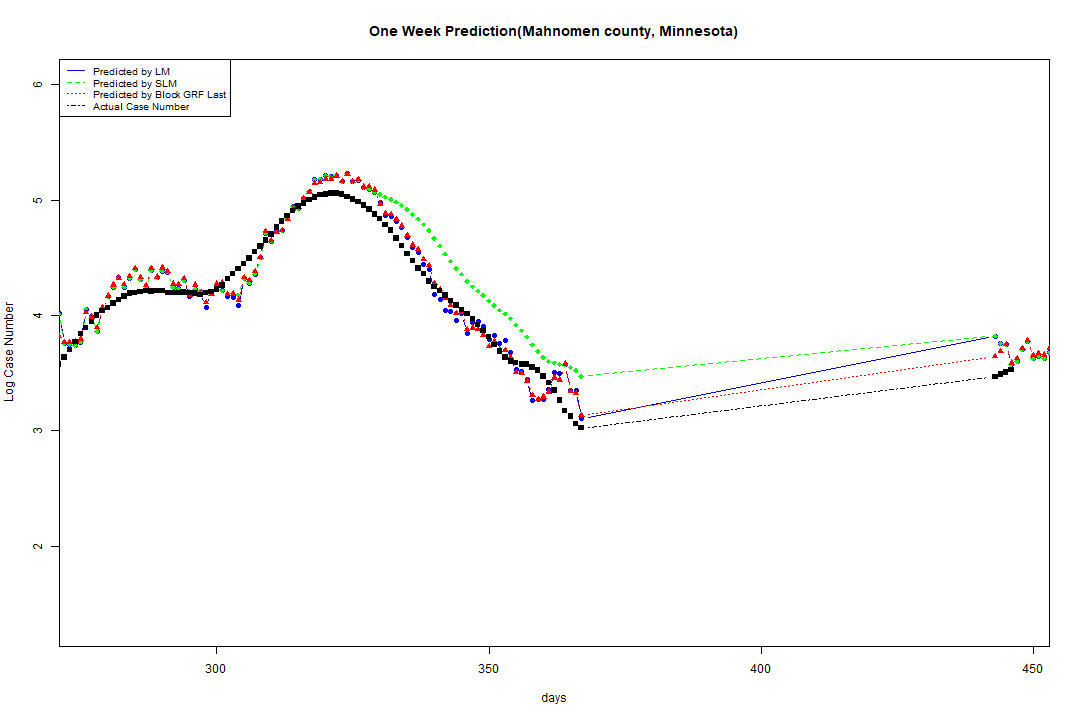 One Week Prediction(Mahnomen county, Minnesota)
Predicted by LM
Predicted by SLM
Predicted by Block GRF Last
Actual Case Number
6
5
4
3
2
Log Case Number
300
350
400
450
days